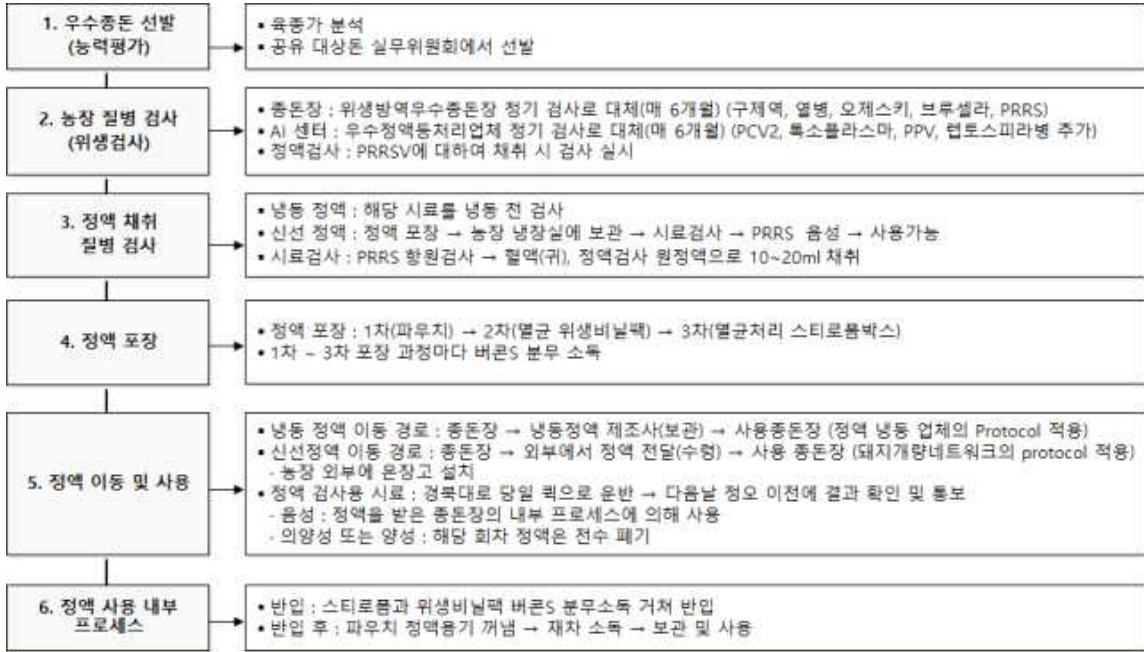 1. 우수종돈 선발
(능력평가)
▪ 육종가 분석
▪ 공유 대상돈 실무위원회에서 선발
2. 농장 질병 검사
(위생검사)
▪ 종돈장 : 위생방역우수종돈장 정기 검사로 대체(매 6개월) (구제역, 열병, 오제스키, 브루셀라, PRRS)
▪ AI 센터 : 우수정액등처리업체 정기 검사로 대체(매 6개월) (PCV2, 톡소플라스마, PPV, 렙토스피라병 추가)
▪ 정액검사 : PRRSV에 대하여 채취 시 검사 실시
3. 정액 채취
질병 검사
▪ 냉동 정액 : 해당 시료를 냉동 전 검사
▪ 신선 정액 : 정액 포장 → 농장 냉장실에 보관 → 시료검사 → PRRS 음성 → 사용가능
▪ 시료검사 : PRRS 항원검사 → 혈액(귀), 정액검사 원정액으로 10~20ml 채취
4. 정액 포장
▪ 정액 포장 : 1차(파우치) → 2차(멸균 위생비닐팩) → 3차(멸균처리 스티로폼박스)
▪ 1차 ~ 3차 포장 과정마다 버콘S 분무 소독
5. 정액 이동 및 사용
▪ 냉동 정액 이동 경로 : 종돈장 → 냉동정액 제조사(보관) → 사용종돈장 (정액 냉동 업체의 Protocol 적용)
▪ 신선정액 이동 경로 : 종돈장 → 외부에서 정액 전달(수령) → 사용 종돈장 (돼지개량네트워크의 protocol 적용)
- 농장 외부에 온장고 설치
▪ 정액 검사용 시료 : 경북대로 당일 퀵으로 운반 → 다음날 정오 이전에 결과 확인 및 통보
- 음성 : 정액을 받은 종돈장의 내부 프로세스에 의해 사용
- 의양성 또는 양성 : 해당 회차 정액은 전수 폐기
6. 정액 사용 내부
프로세스
▪ 반입 : 스티로폼과 위생비닐팩 버콘S 분무소독 거쳐 반입
▪ 반입 후 : 파우치 정액용기 꺼냄 → 재차 소독 → 보관 및 사용